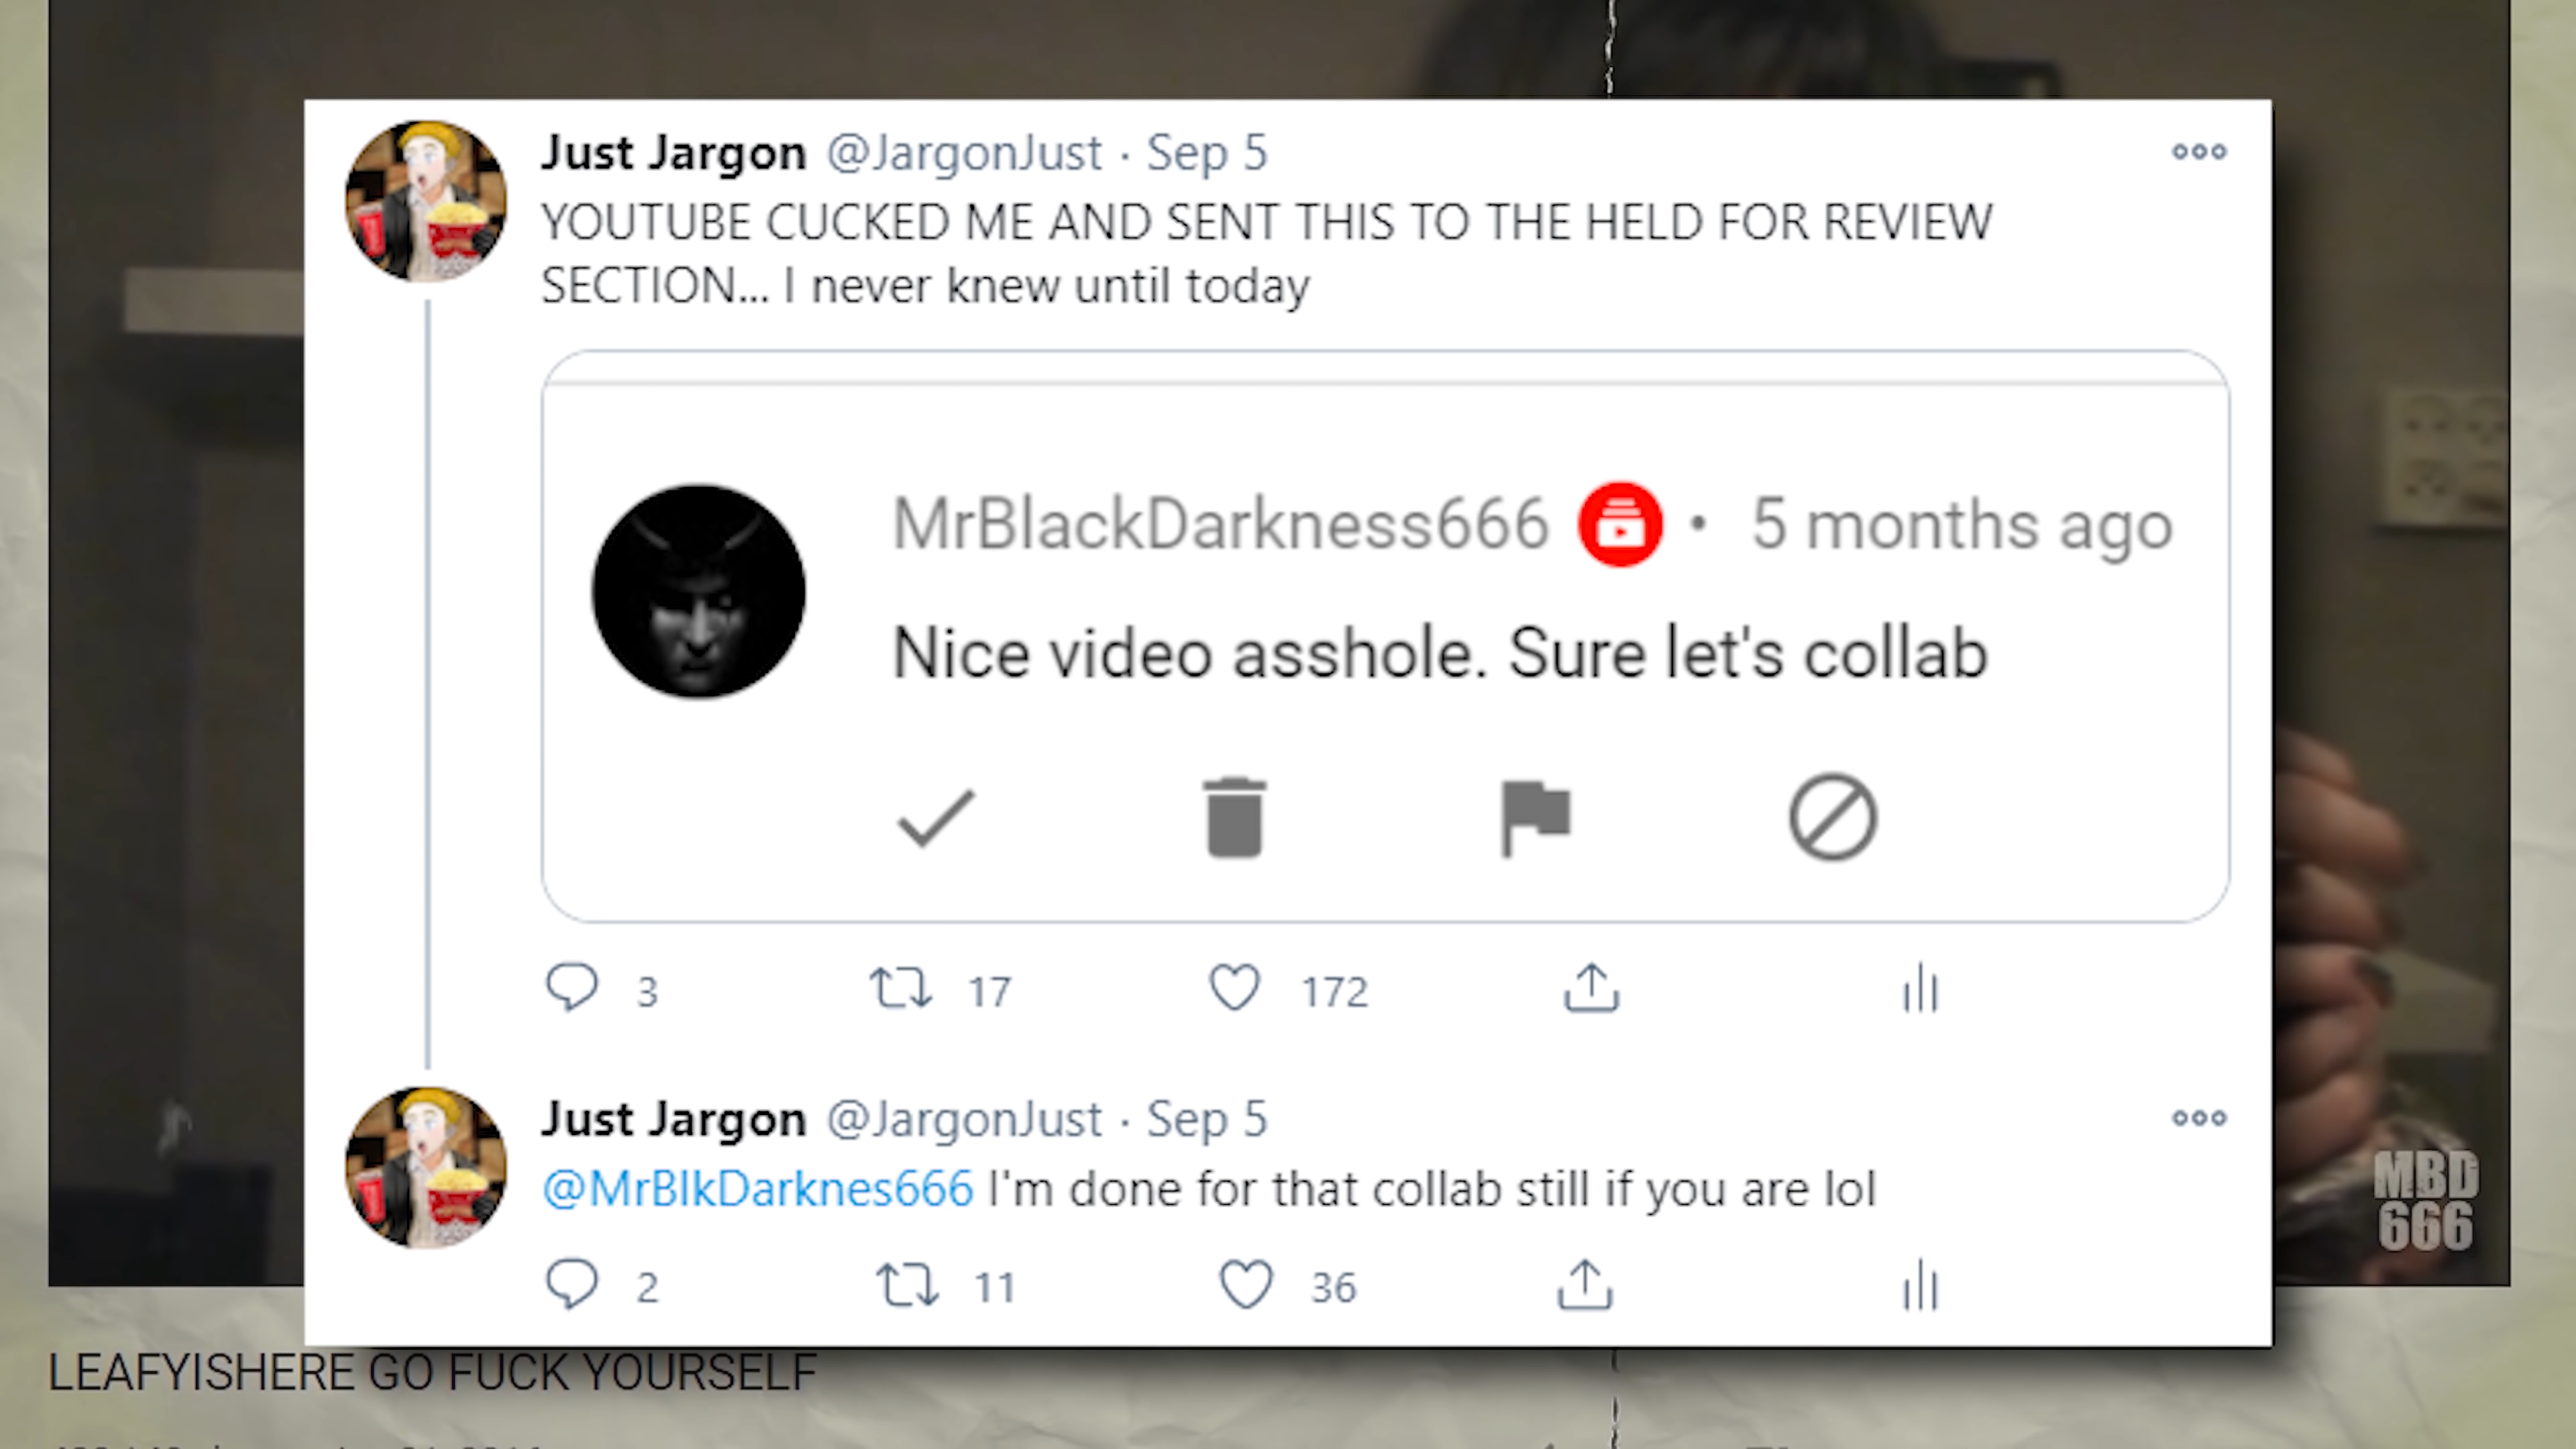 Just Jargon @JargonJust · Sep 5
YOUTUBE CUCKED ME AND SENT THIS TO THE HELD FOR REVIEW
SECTION... I never knew until today
MrBlackDarkness666 • 5 months ago
Nice video asshole. Sure let's collab
3 17 172
Just Jargon @JargonJust · Sep 5
@MrBlkDarknes666 I'm done for that collab still if you are lol
2 11 36
MBD
666
LEAFYISHERE GO FUCK YOURSELF